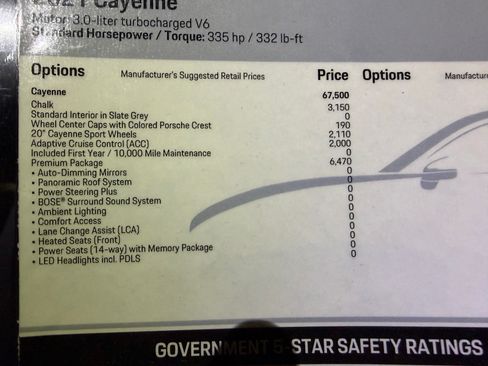 Cayenne
Motor: 3.0-liter turbocharged V6
Standard Horsepower / Torque: 335 hp / 332 lb-ft
Options Manufacturer's Suggested Retail Prices Price Options Manufactur
Cayenne 67,500
Chalk 3,150
Standard Interior in Slate Grey 0
Wheel Center Caps with Colored Porsche Crest 190
20" Cayenne Sport Wheels 2,110
Adaptive Cruise Control (ACC) 2,000
Included First Year / 10,000 Mile Maintenance 0
Premium Package 6,470
• Auto-Dimming Mirrors 0
• Panoramic Roof System 0
• Power Steering Plus 0
• BOSE® Surround Sound System 0
• Ambient Lighting 0
• Comfort Access 0
• Lane Change Assist (LCA) 0
• Heated Seats (Front) 0
• Power Seats (14-way) with Memory Package 0
• LED Headlights incl. PDLS 0
GOVERNMENT 5-STAR SAFETY RATINGS